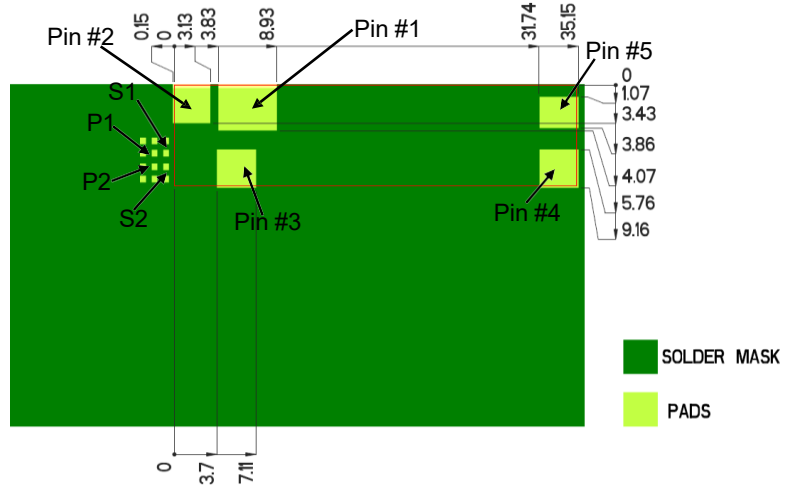 0.15
0
3.13
3.83
8.93
31.74
35.15
Pin #2
Pin #1
Pin #5
0
1.07
3.43
3.86
4.07
5.76
9.16
S1
P1
P2
S2
Pin #3
Pin #4
SOLDER MASK
PADS
0
3.7
7.11